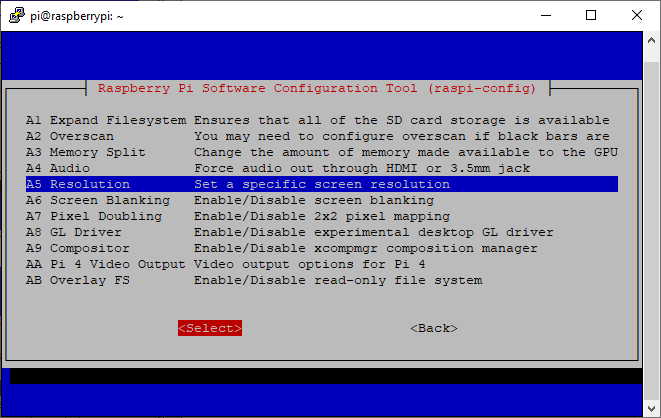 pi@raspberrypi: ~
Raspberry Pi Software Configuration Tool (raspi-config)
A1 Expand Filesystem Ensures that all of the SD card storage is available
A2 Overscan You may need to configure overscan if black bars are
A3 Memory Split Change the amount of memory made available to the GPU
A4 Audio Force audio out through HDMI or 3.5mm jack
A5 Resolution Set a specific screen resolution
A6 Screen Blanking Enable/Disable screen blanking
A7 Pixel Doubling Enable/Disable 2x2 pixel mapping
A8 GL Driver Enable/Disable experimental desktop GL driver
A9 Compositor Enable/Disable xcompmgr composition manager
AA Pi 4 Video Output Video output options for Pi 4
AB Overlay FS Enable/Disable read-only file system
<Select> <Back>